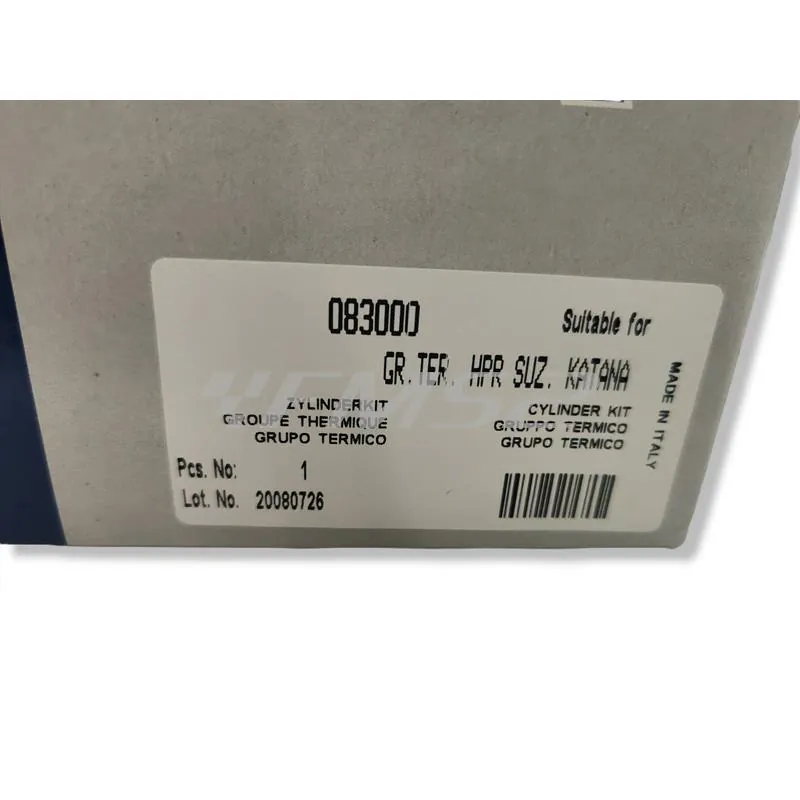 083000 Suitable for
GR.TER. HPR SUZ. KATANA
ZYLINDERKIT CYLINDER KIT
GROUPE THERMIQUE GRUPPO TERMICO
GRUPO TERMICO GRUPO TERMICO
Pcs. No: 1
Lot. No. 20080726
MADE IN ITALY